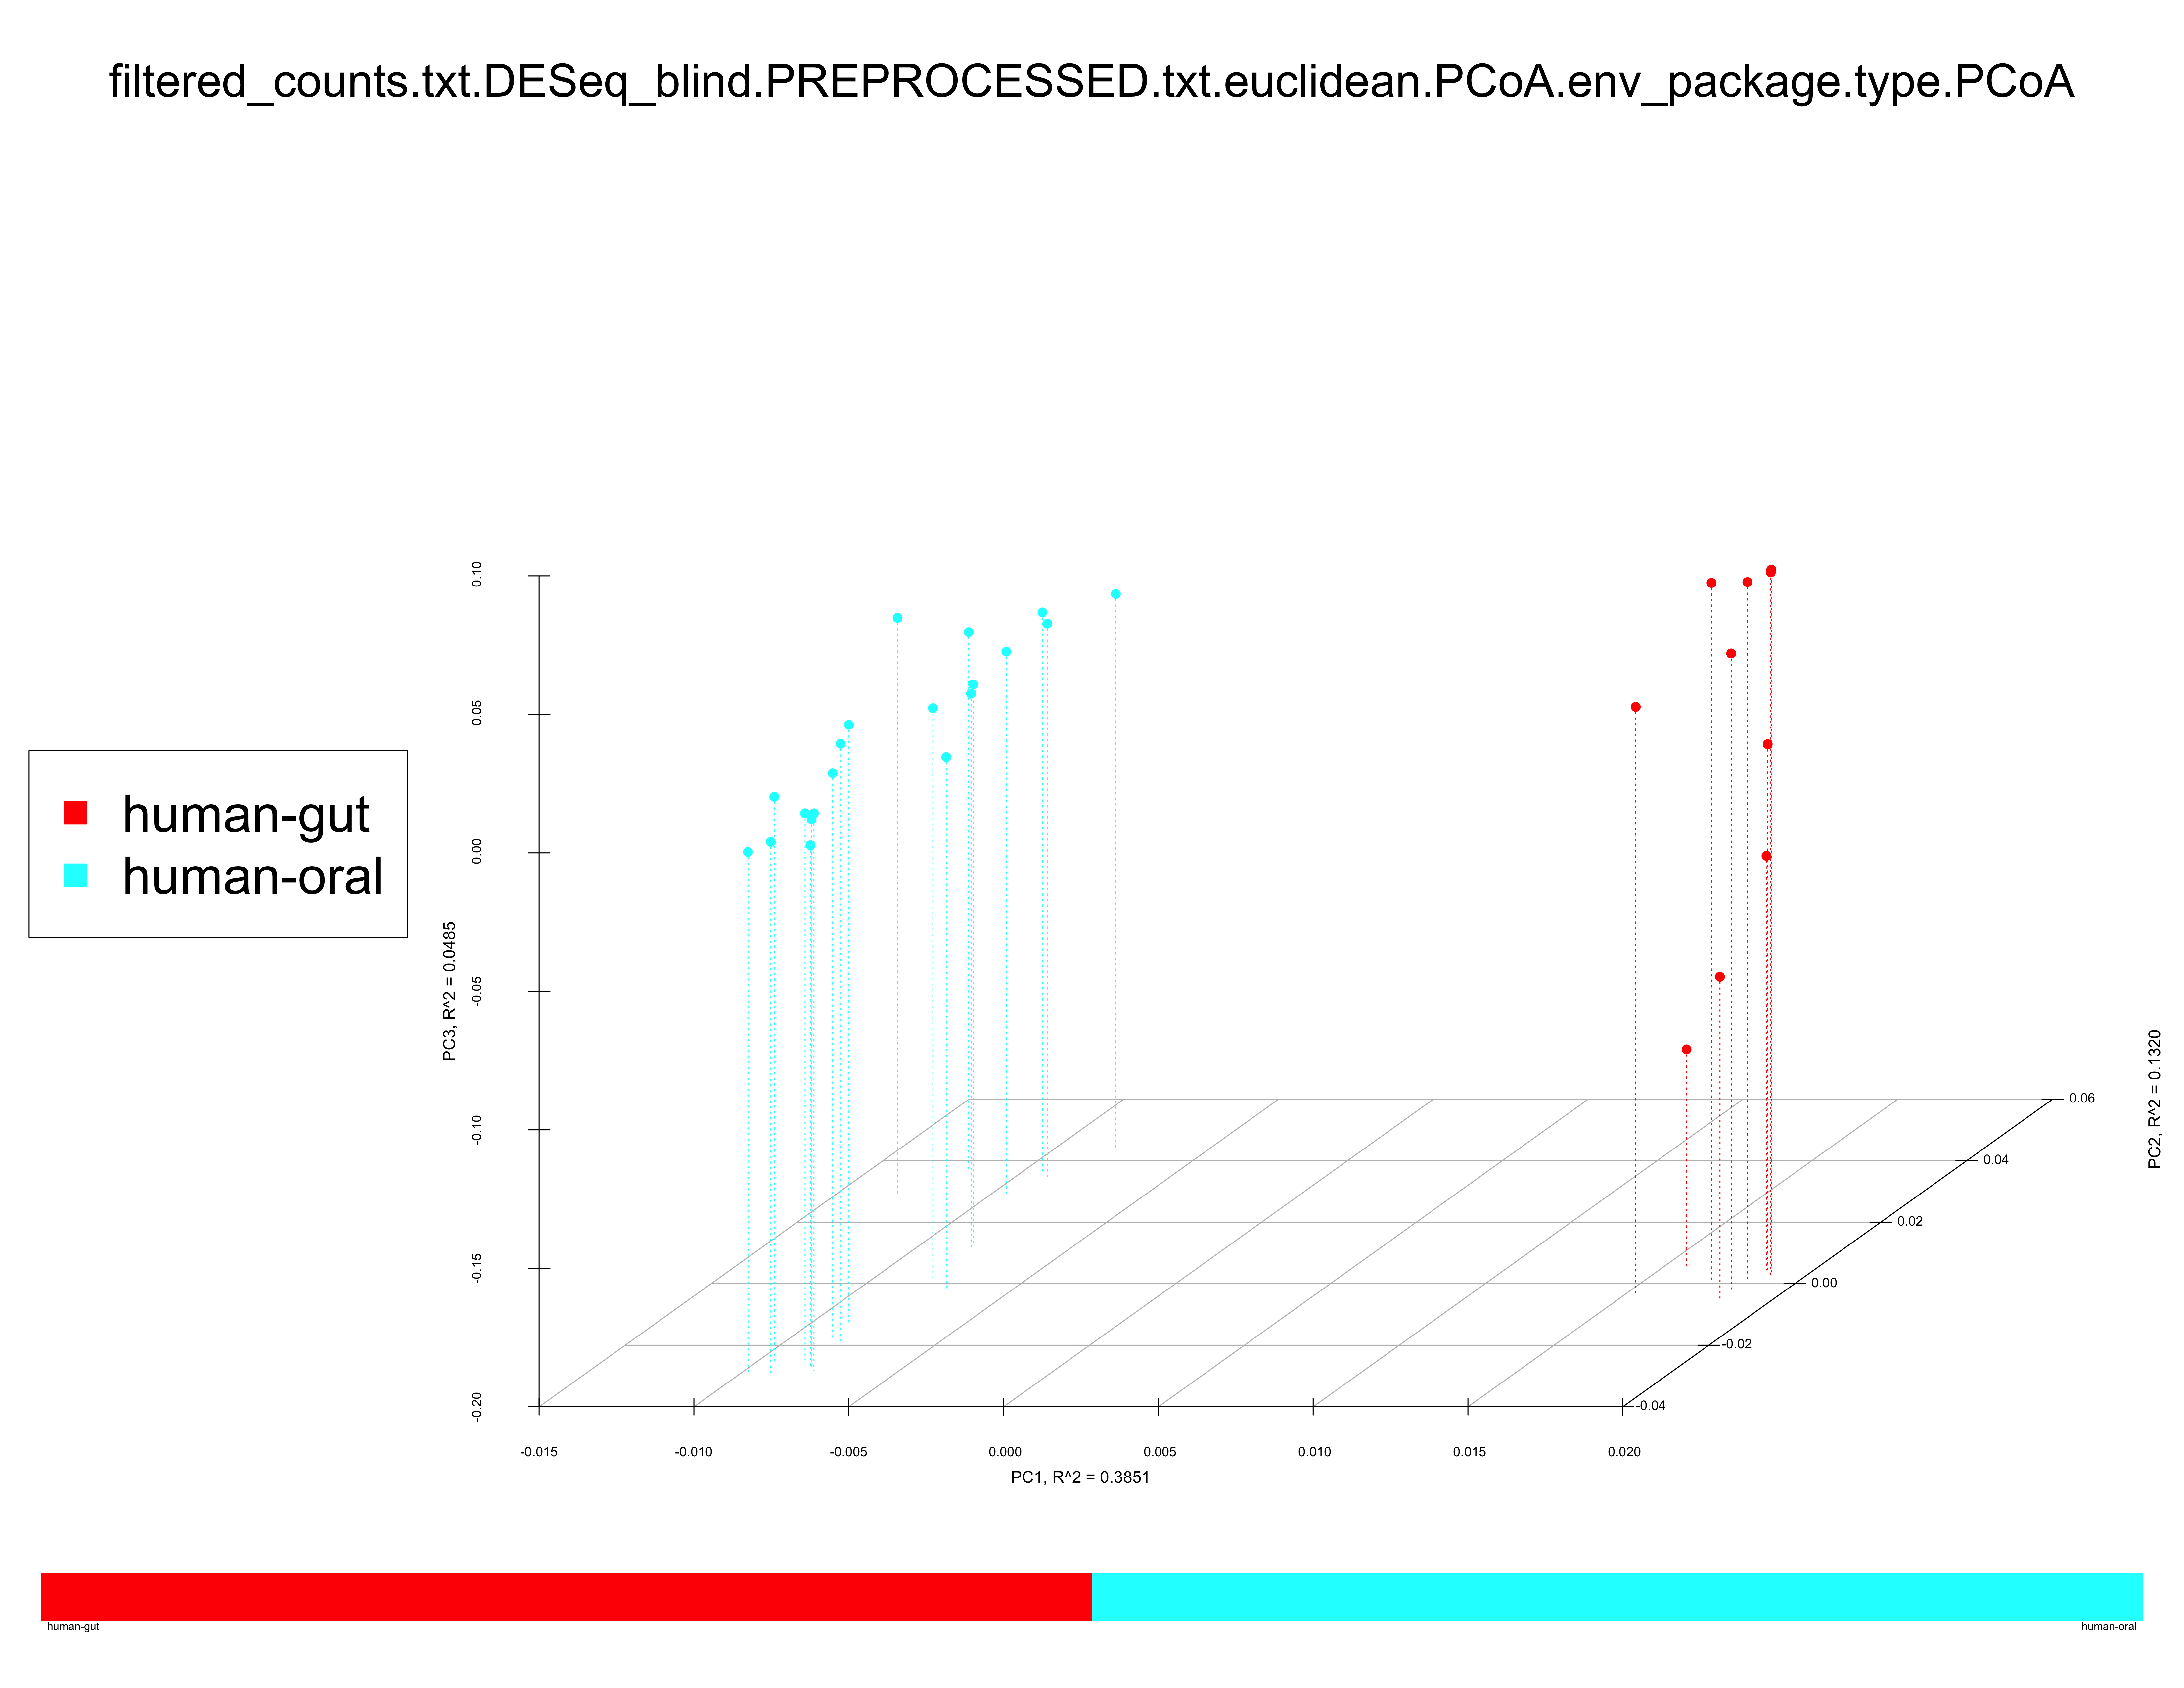 filtered_counts.txt.DESeq_blind.PREPROCESSED.txt.euclidean.PCoA.env_package.type.PCoA
human-gut
human-oral
PC3, R^2 = 0.0485
0.10
0.05
0.00
-0.05
-0.10
-0.15
-0.20
-0.015
-0.010
-0.005
0.000
0.005
0.010
0.015
0.020
PC1, R^2 = 0.3851
0.06
0.04
0.02
0.00
-0.02
-0.04
PC2, R^2 = 0.1320
human-gut
human-oral